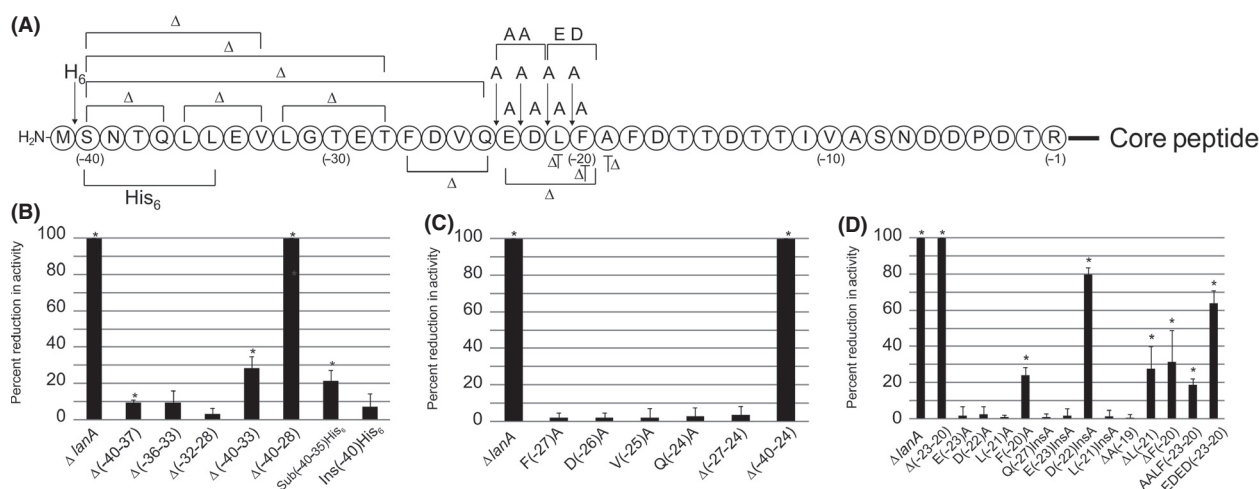 (A)
Δ
Δ
Δ
A A
E D
H6
A A A A
Δ Δ Δ
A A A A
H2N- M S N T Q L L E V L G T E T F D V Q E D L F A F D T T D T T I V A S N D D P D T R Core peptide
(–40) (–30) (–20) (–10) (–1)
Δ Δ Δ
Δ Δ
His6
(B)
Percent reduction in activity
100
80
60
40
20
0
*
*
*
*
*
*
Δ lanA
Δ(-40-37)
Δ(-36-33)
Δ(-32-28)
Δ(-40-33)
Δ(-40-28)
Sub(-40-35)His6
Ins(-40)His6
(C)
Percent reduction in activity
100
80
60
40
20
0
*
*
ΔlanA
F(-27)A
D(-26)A
V(-25)A
Q(-24)A
Δ(-27-24)
Δ(-40-24)
(D)
Percent reduction in activity
100
80
60
40
20
0
*
*
*
*
*
*
*
*
ΔlanA
Δ(-23-20)
E(-23)A
D(-22)A
L(-21)A
F(-20)A
Q(-27)InsA
E(-23)InsA
D(-22)InsA
L(-21)InsA
ΔA(-19)
ΔL(-21)
ΔF(-20)
AALF(-23-20)
EDED(-23-20)